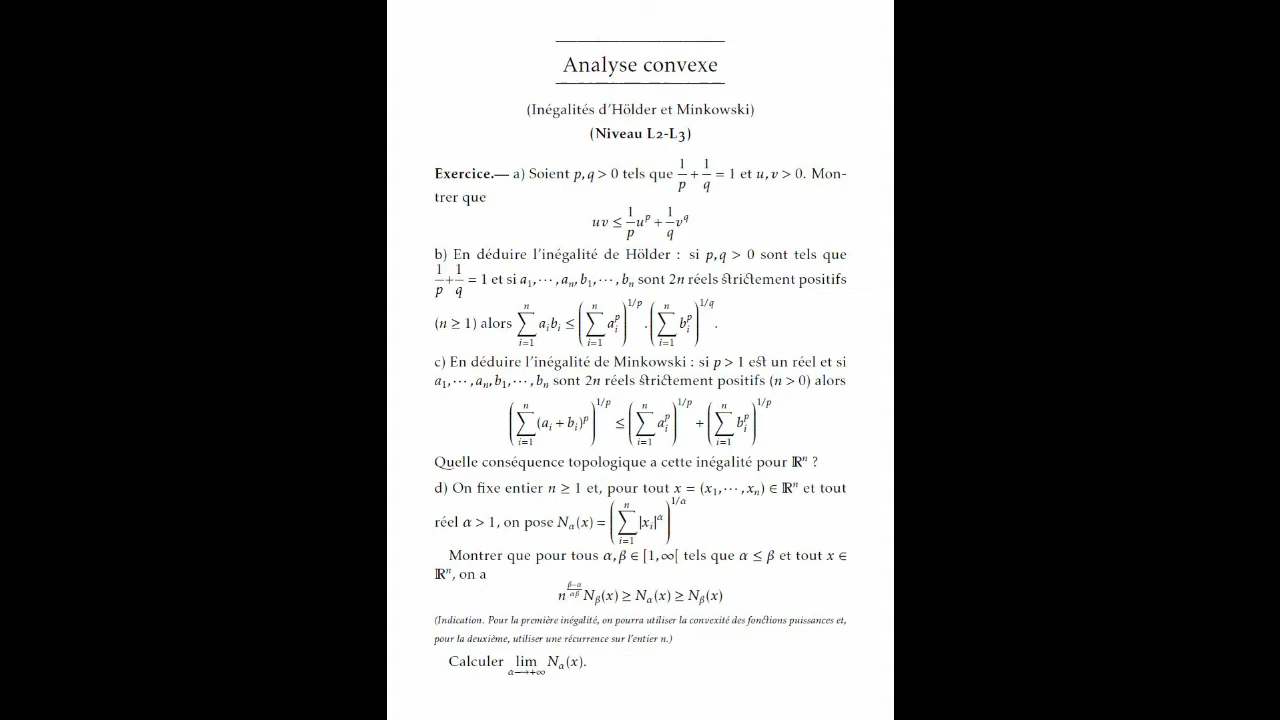 Analyse convexe
(Inégalités d'Hölder et Minkowski)
(Niveau L2-L3)
Exercice.— a) Soient p, q > 0 tels que 1/p + 1/q = 1 et u, v > 0. Mon-
trer que
uv ≤ 1/p u^p + 1/q v^q
b) En déduire l'inégalité de Hölder : si p, q > 0 sont tels que
1/p + 1/q = 1 et si a_1, ⋯, a_n, b_1, ⋯, b_n sont 2n réels strictement positifs
(n ≥ 1) alors ∑_{i=1}^{n} a_i b_i ≤ (∑_{i=1}^{n} a_i^p)^{1/p} . (∑_{i=1}^{n} b_i^p)^{1/q} .
c) En déduire l'inégalité de Minkowski : si p > 1 est un réel et si
a_1, ⋯, a_n, b_1, ⋯, b_n sont 2n réels strictement positifs (n > 0) alors
(∑_{i=1}^{n} (a_i + b_i)^p)^{1/p} ≤ (∑_{i=1}^{n} a_i^p)^{1/p} + (∑_{i=1}^{n} b_i^p)^{1/p}
Quelle conséquence topologique a cette inégalité pour ℝ^n ?
d) On fixe entier n ≥ 1 et, pour tout x = (x_1, ⋯, x_n) ∈ ℝ^n et tout
réel α > 1, on pose N_α(x) = (∑_{i=1}^{n} |x_i|^α)^{1/α}
Montrer que pour tous α, β ∈ [1, ∞[ tels que α ≤ β et tout x ∈
ℝ^n, on a
n^{(β−α)/(αβ)} N_β(x) ≥ N_α(x) ≥ N_β(x)
(Indication. Pour la première inégalité, on pourra utiliser la convexité des fonctions puissances et,
pour la deuxième, utiliser une récurrence sur l'entier n.)
Calculer lim_{α⟶+∞} N_α(x).